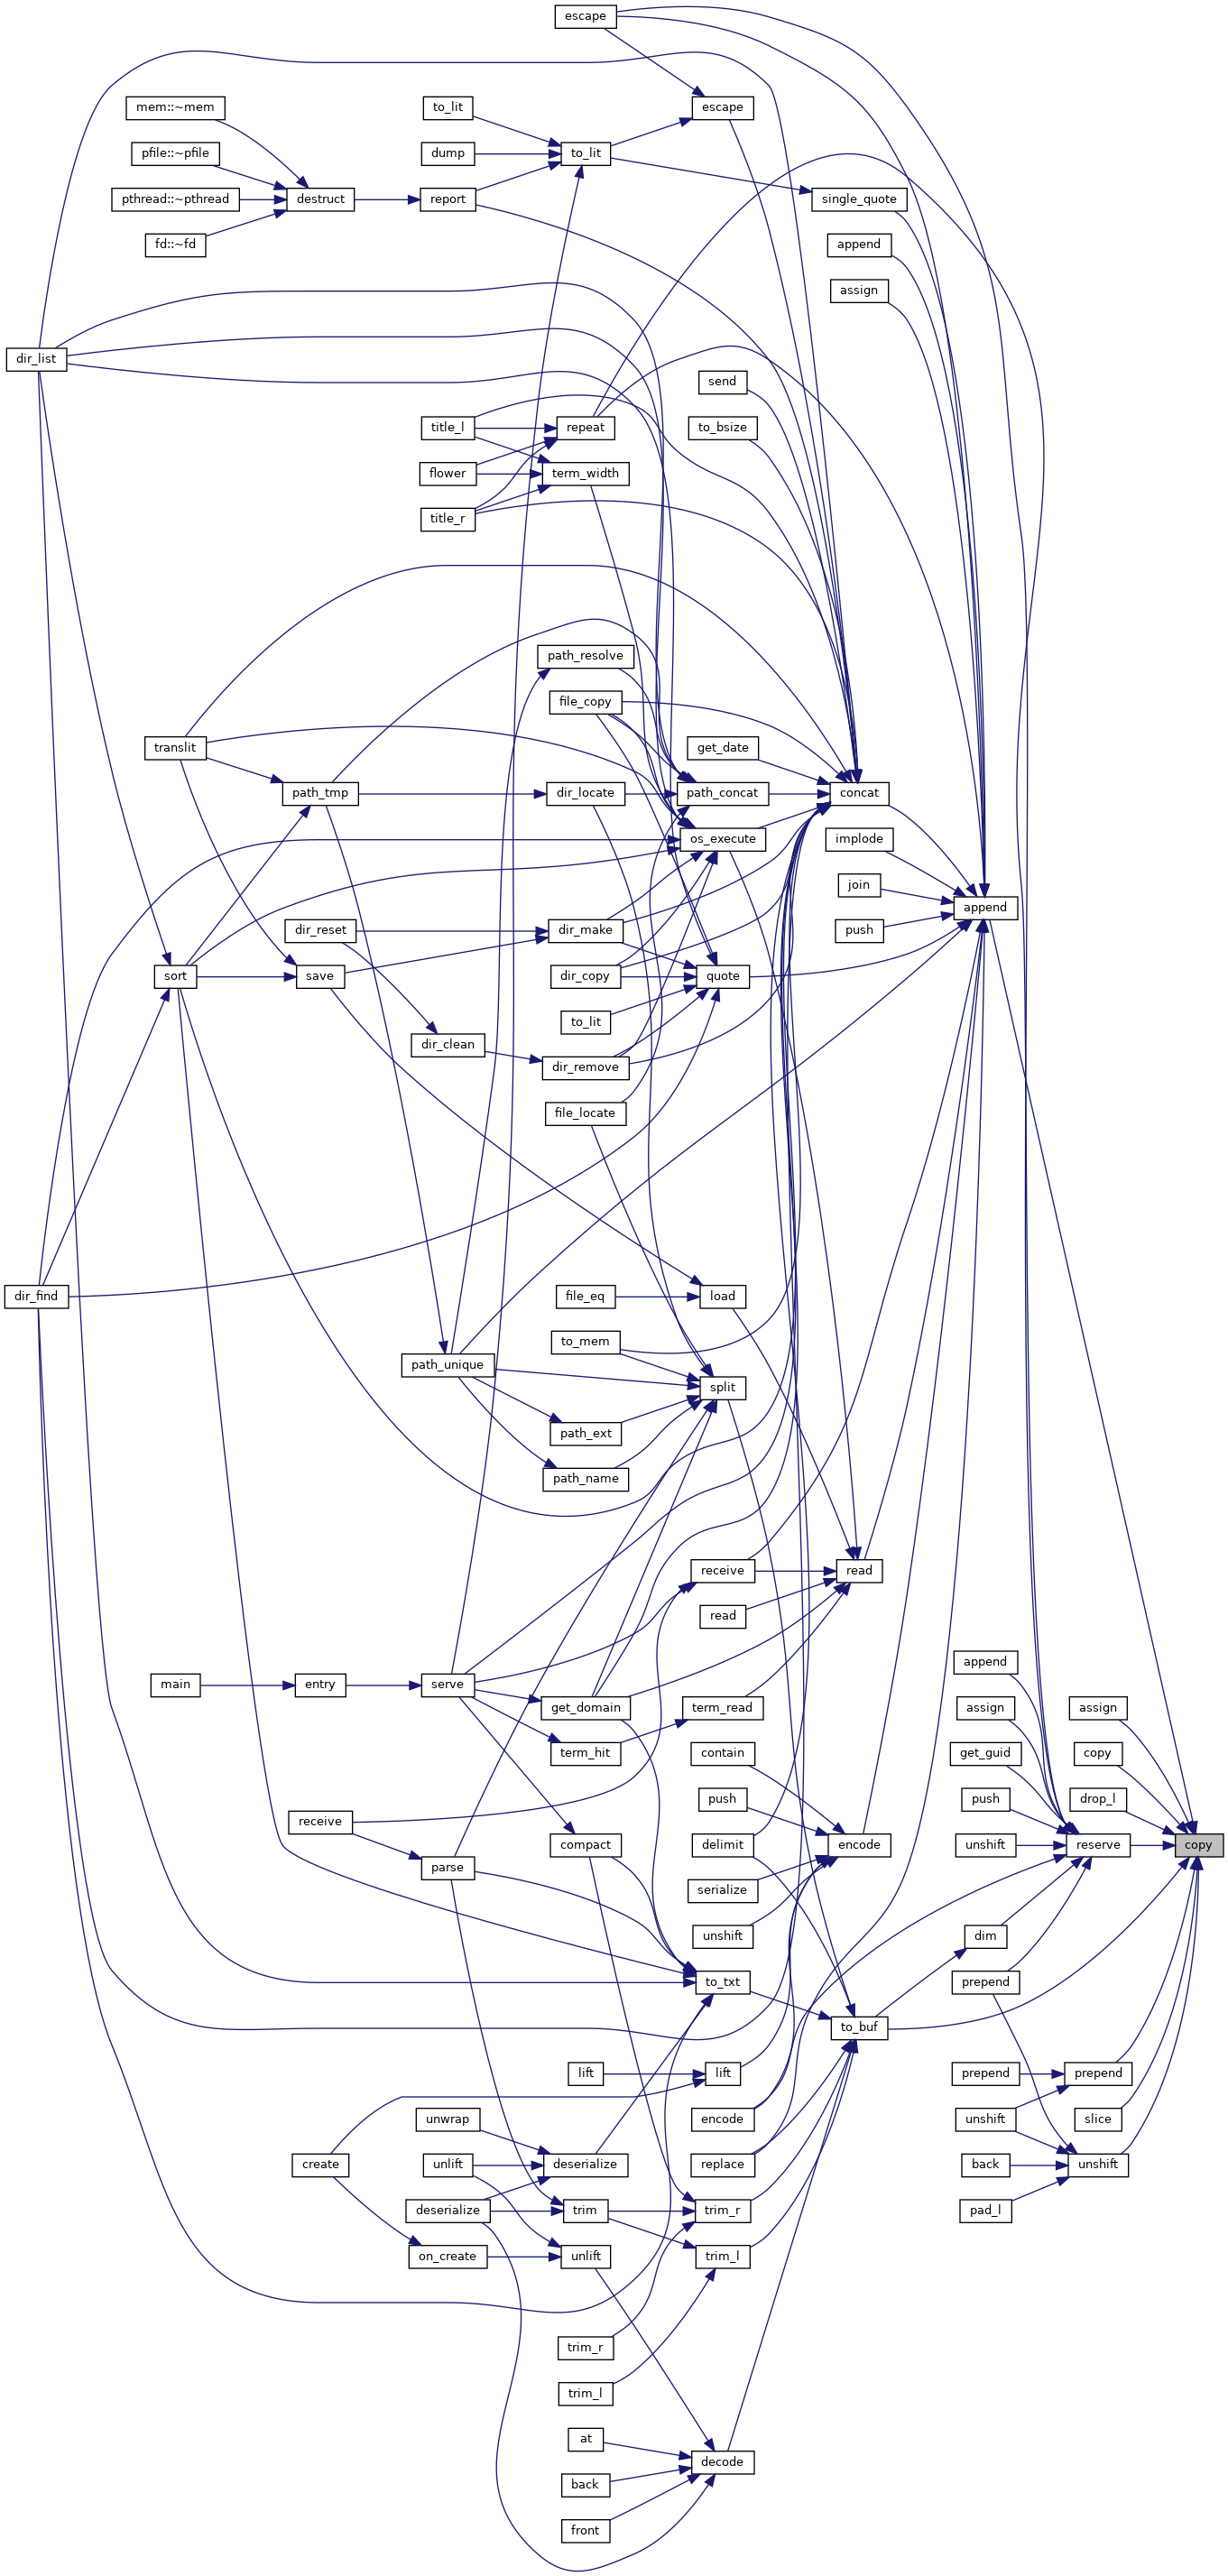 escape
mem::~mem
to_lit
escape
pfile::~pfile
dump
to_lit
pthread::~pthread
destruct
report
single_quote
fd::~fd
append
assign
dir_list
send
title_l
repeat
to_bsize
flower
term_width
title_r
path_resolve
file_copy
translit
get_date
path_tmp
dir_locate
path_concat
concat
os_execute
implode
join
append
dir_reset
dir_make
push
sort
save
dir_copy
quote
to_lit
dir_clean
dir_remove
file_locate
dir_find
file_eq
load
to_mem
path_unique
split
path_ext
path_name
receive
read
read
append
main
entry
serve
get_domain
term_read
assign
assign
term_hit
contain
get_guid
copy
push
push
drop_l
receive
compact
delimit
encode
unshift
reserve
copy
parse
serialize
unshift
dim
to_txt
prepend
to_buf
lift
lift
prepend
prepend
unwrap
encode
unshift
slice
create
unlift
deserialize
replace
back
unshift
deserialize
trim
trim_r
pad_l
on_create
unlift
trim_l
trim_r
trim_l
at
decode
back
front